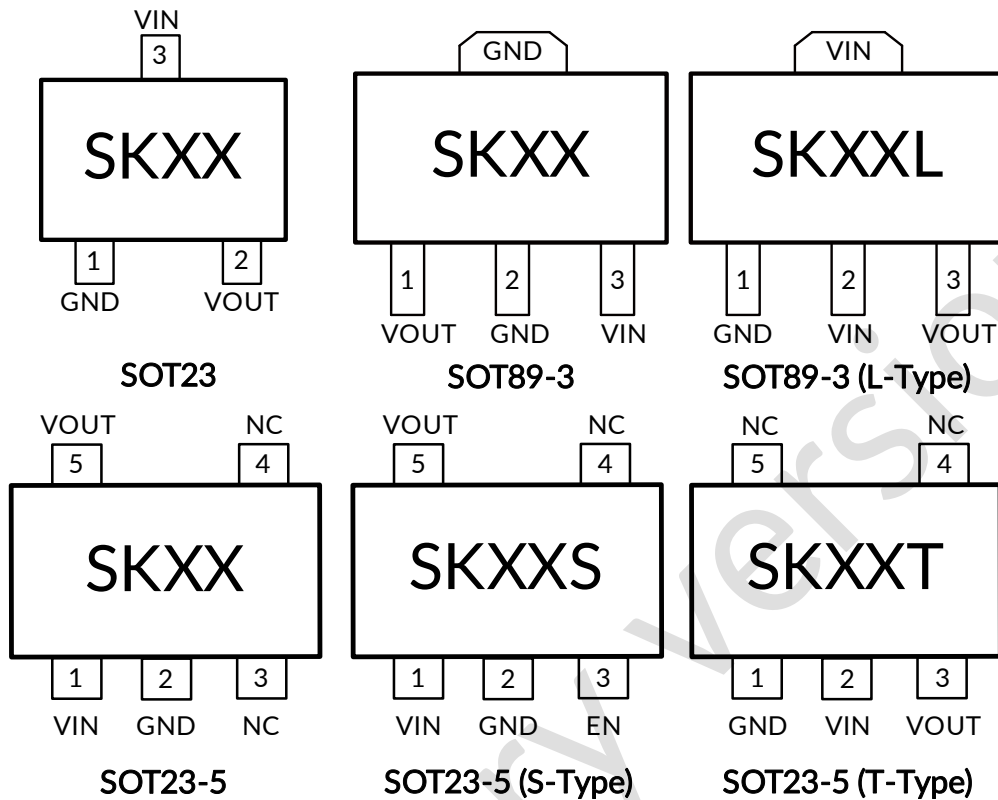 VIN
3
SKXX
1
2
GND
VOUT
SOT23
GND
SKXX
1
2
3
VOUT
GND
VIN
SOT89-3
VIN
SKXXL
1
2
3
GND
VIN
VOUT
SOT89-3 (L-Type)
VOUT
NC
5
4
SKXX
1
2
3
VIN
GND
NC
SOT23-5
VOUT
NC
5
4
SKXXS
1
2
3
VIN
GND
EN
SOT23-5 (S-Type)
NC
NC
5
4
SKXXT
1
2
3
GND
VIN
VOUT
SOT23-5 (T-Type)
ry versio